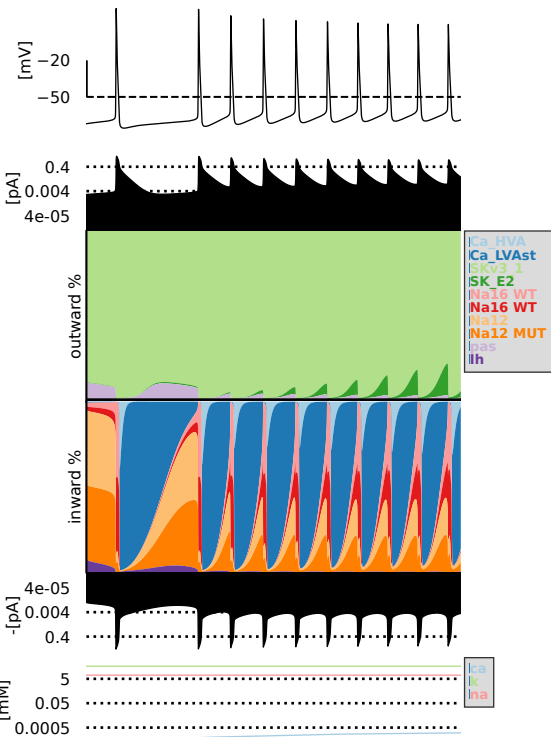 [mV]
−20
−50
[pA]
0.4
0.004
4e-05
outward %
Ca_HVA
Ca_LVAst
SKv3_1
SK_E2
Na16 WT
Na16 WT
Na12
Na12 MUT
pas
Ih
inward %
-[pA]
4e-05
0.004
0.4
[mM]
5
0.05
0.0005
ca
k
na